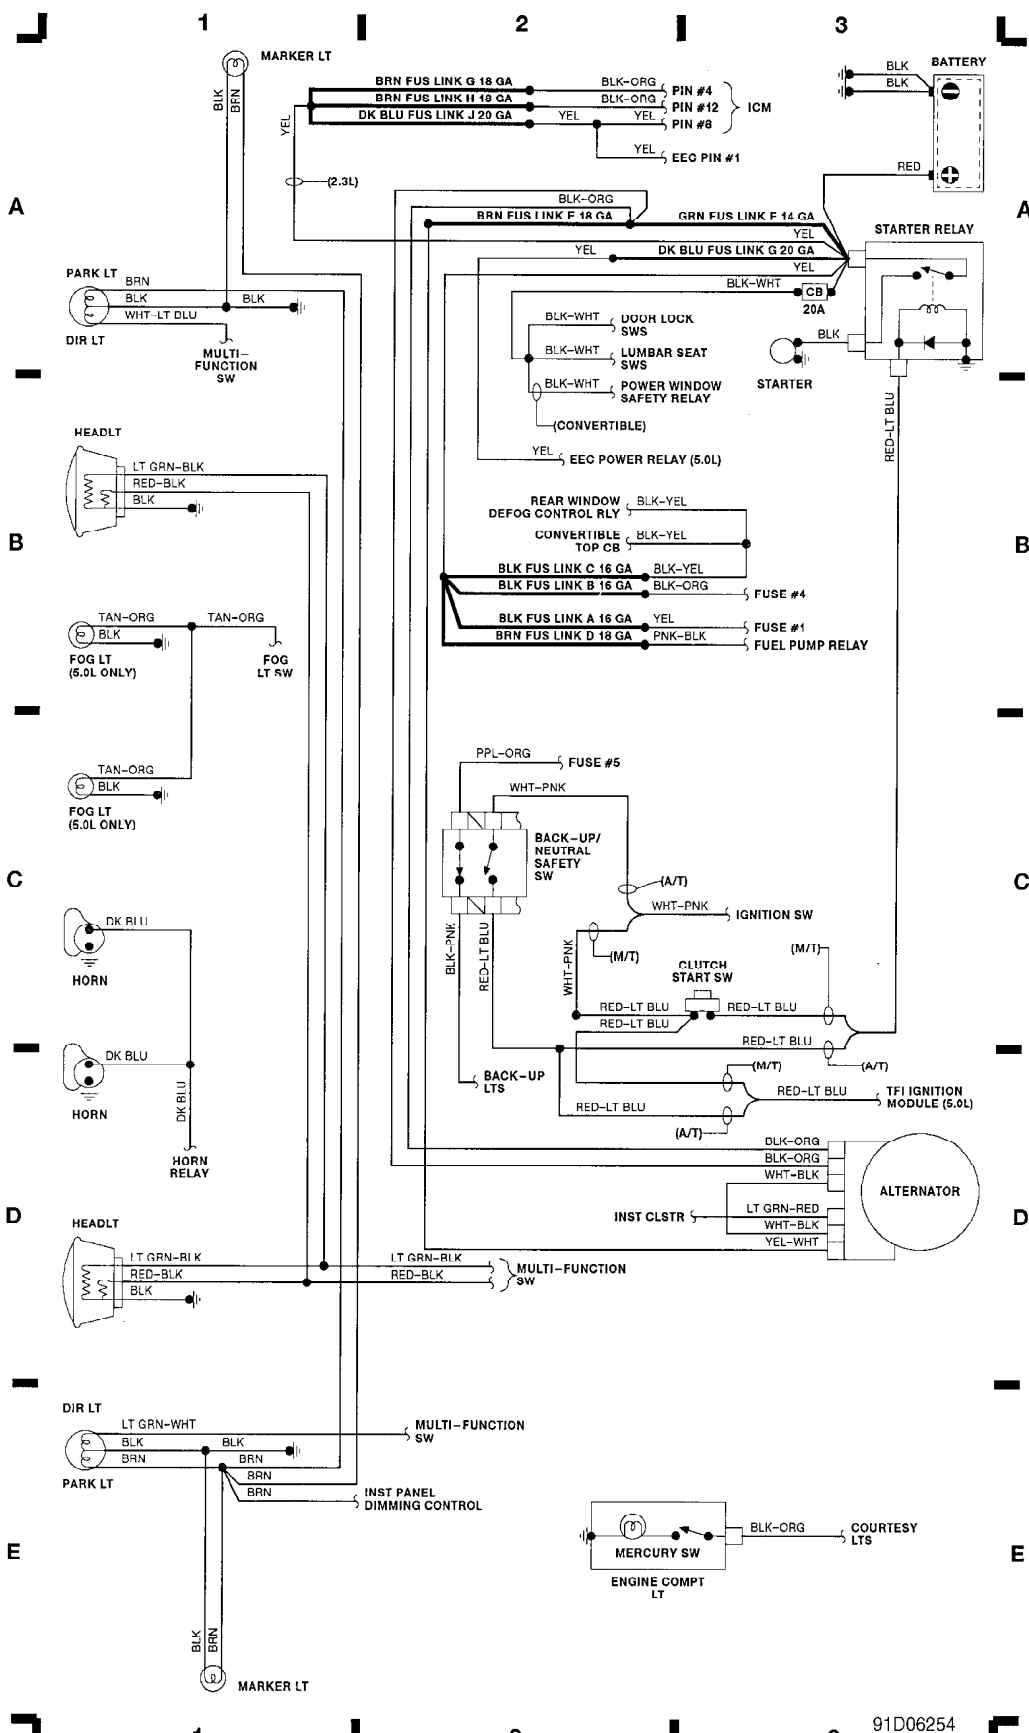 1 2 3
MARKER LT
BLK
BRN
BRN FUS LINK G 18 GA BLK-ORG PIN #4
BRN FUS LINK H 18 GA BLK-ORG PIN #12 ICM
DK BLU FUS LINK J 20 GA YEL YEL PIN #8
YEL
YEL EEC PIN #1
(2.3L)
BLK BATTERY
BLK
RED
A A
BLK-ORG
BRN FUS LINK F 18 GA GRN FUS LINK F 14 GA
YEL
YEL DK BLU FUS LINK G 20 GA
YEL
STARTER RELAY
BLK-WHT CB
20A
PARK LT BRN
BLK BLK
WHT-LT BLU
DIR LT
MULTI-
FUNCTION
SW
BLK-WHT DOOR LOCK
SWS
BLK-WHT LUMBAR SEAT
SWS
BLK-WHT POWER WINDOW
SAFETY RELAY
(CONVERTIBLE)
BLK
STARTER
RED-LT BLU
YEL EEC POWER RELAY (5.0L)
HEADLT
LT GRN-BLK
RED-BLK
BLK
B B
REAR WINDOW BLK-YEL
DEFOG CONTROL RLY
CONVERTIBLE BLK-YEL
TOP CB
BLK FUS LINK C 16 GA BLK-YEL
BLK FUS LINK B 16 GA BLK-ORG FUSE #4
BLK FUS LINK A 16 GA YEL FUSE #1
BRN FUS LINK D 18 GA PNK-BLK FUEL PUMP RELAY
TAN-ORG TAN-ORG
BLK
FOG LT
(5.0L ONLY)
FOG
LT SW
TAN-ORG
BLK
FOG LT
(5.0L ONLY)
PPL-ORG FUSE #5
WHT-PNK
BACK-UP/
NEUTRAL
SAFETY
SW
C C
(A/T)
WHT-PNK IGNITION SW
(M/T)
BLK-PNK
RED-LT BLU
WHT-PNK
(M/T)
CLUTCH
START SW
DK BLU
HORN
RED-LT BLU RED-LT BLU
RED-LT BLU
RED-LT BLU
(A/T)
DK BLU
HORN
DK BLU
HORN
RELAY
BACK-UP
LTS
(M/T)
RED-LT BLU TFI IGNITION
MODULE (5.0L)
RED-LT BLU
(A/T)
BLK-ORG
BLK-ORG
WHT-BLK
ALTERNATOR
D D
INST CLSTR LT GRN-RED
WHT-BLK
YEL-WHT
HEADLT
LT GRN-BLK LT GRN-BLK
RED-BLK RED-BLK
BLK
MULTI-FUNCTION
SW
DIR LT
LT GRN-WHT MULTI-FUNCTION
SW
BLK BLK
BRN BRN
PARK LT
BRN
BRN INST PANEL
DIMMING CONTROL
E E
MERCURY SW
ENGINE COMPT
LT
BLK-ORG COURTESY
LTS
BLK
BRN
MARKER LT
91D06254